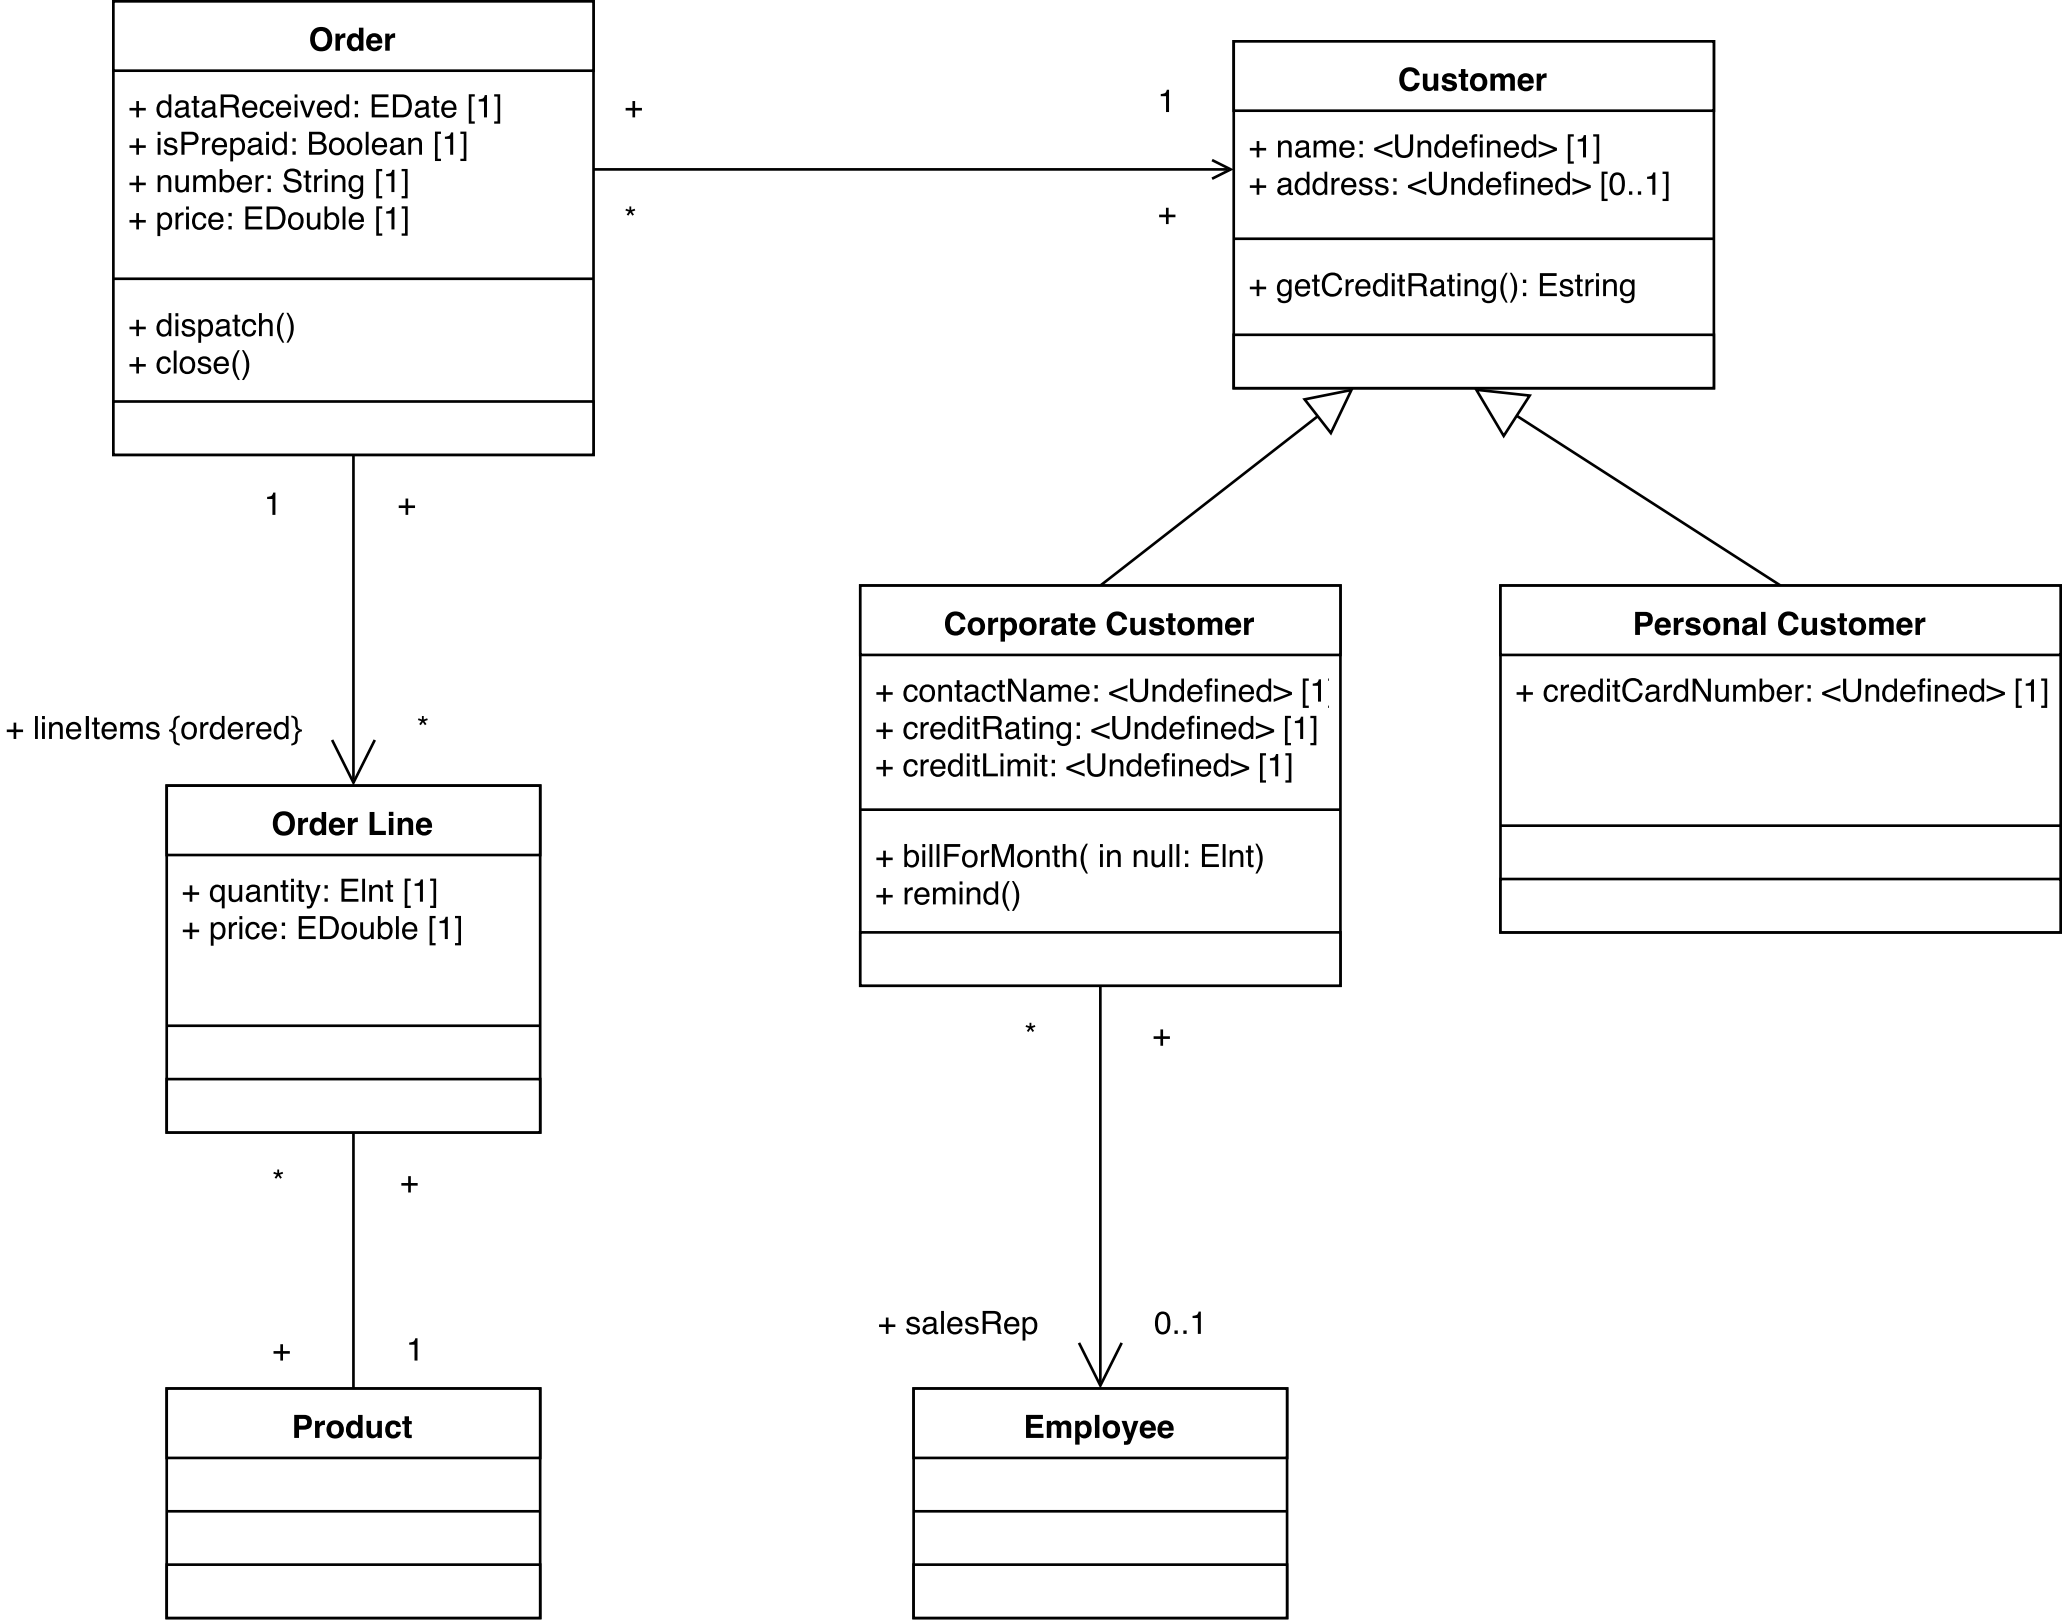 Order
+ dataReceived: EDate [1]
+ isPrepaid: Boolean [1]
+ number: String [1]
+ price: EDouble [1]
+ dispatch()
+ close()
+
1
*
+
Customer
+ name: <Undefined> [1]
+ address: <Undefined> [0..1]
+ getCreditRating(): Estring
1
+
+ lineItems {ordered}
*
Corporate Customer
+ contactName: <Undefined> [1]
+ creditRating: <Undefined> [1]
+ creditLimit: <Undefined> [1]
+ billForMonth( in null: EInt)
+ remind()
Personal Customer
+ creditCardNumber: <Undefined> [1]
Order Line
+ quantity: EInt [1]
+ price: EDouble [1]
*
+
+
1
*
+
+ salesRep
0..1
Product
Employee